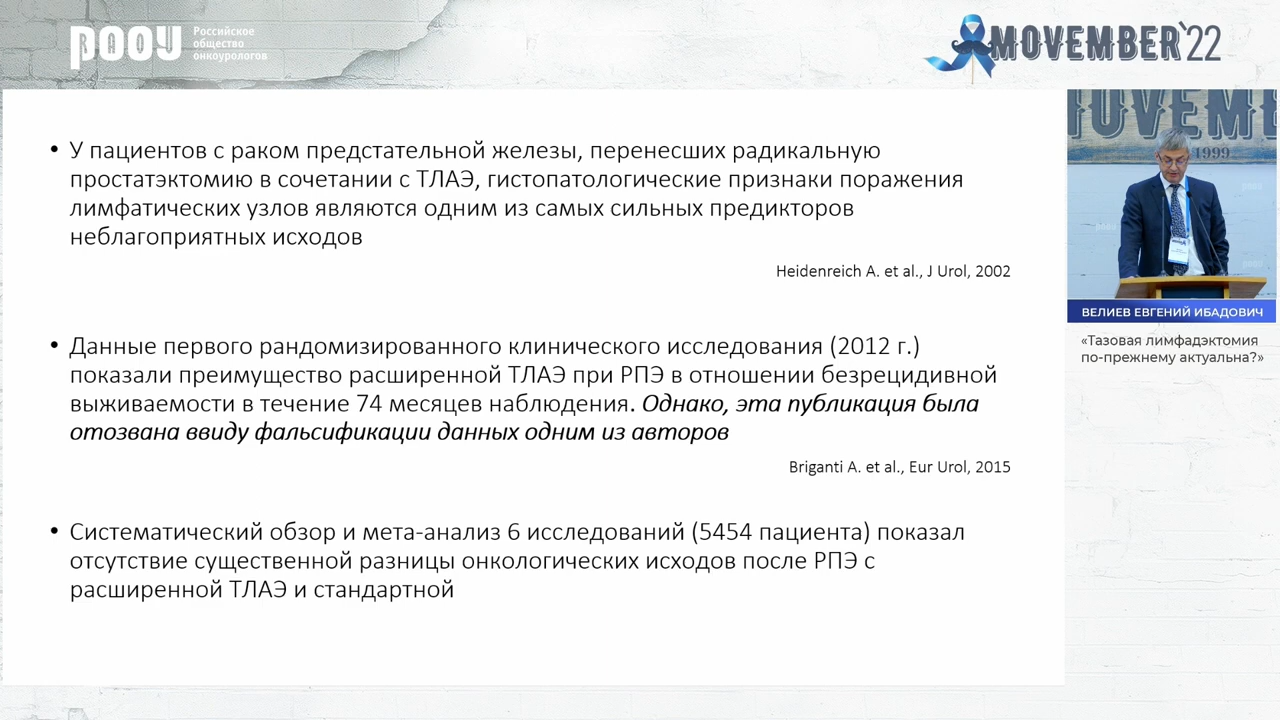 РООУ
Российское
общество
онкоурологов
MOVEMBER'22
• У пациентов с раком предстательной железы, перенесших радикальную
простатэктомию в сочетании с ТЛАЭ, гистопатологические признаки поражения
лимфатических узлов являются одним из самых сильных предикторов
неблагоприятных исходов
Heidenreich A. et al., J Urol, 2002
• Данные первого рандомизированного клинического исследования (2012 г.)
показали преимущество расширенной ТЛАЭ при РПЭ в отношении безрецидивной
выживаемости в течение 74 месяцев наблюдения. Однако, эта публикация была
отозвана ввиду фальсификации данных одним из авторов
Briganti A. et al., Eur Urol, 2015
• Систематический обзор и мета-анализ 6 исследований (5454 пациента) показал
отсутствие существенной разницы онкологических исходов после РПЭ с
расширенной ТЛАЭ и стандартной
MOVEM
1999
ВЕЛИЕВ ЕВГЕНИЙ ИБАДОВИЧ
«Тазовая лимфадэктомия
по-прежнему актуальна?»